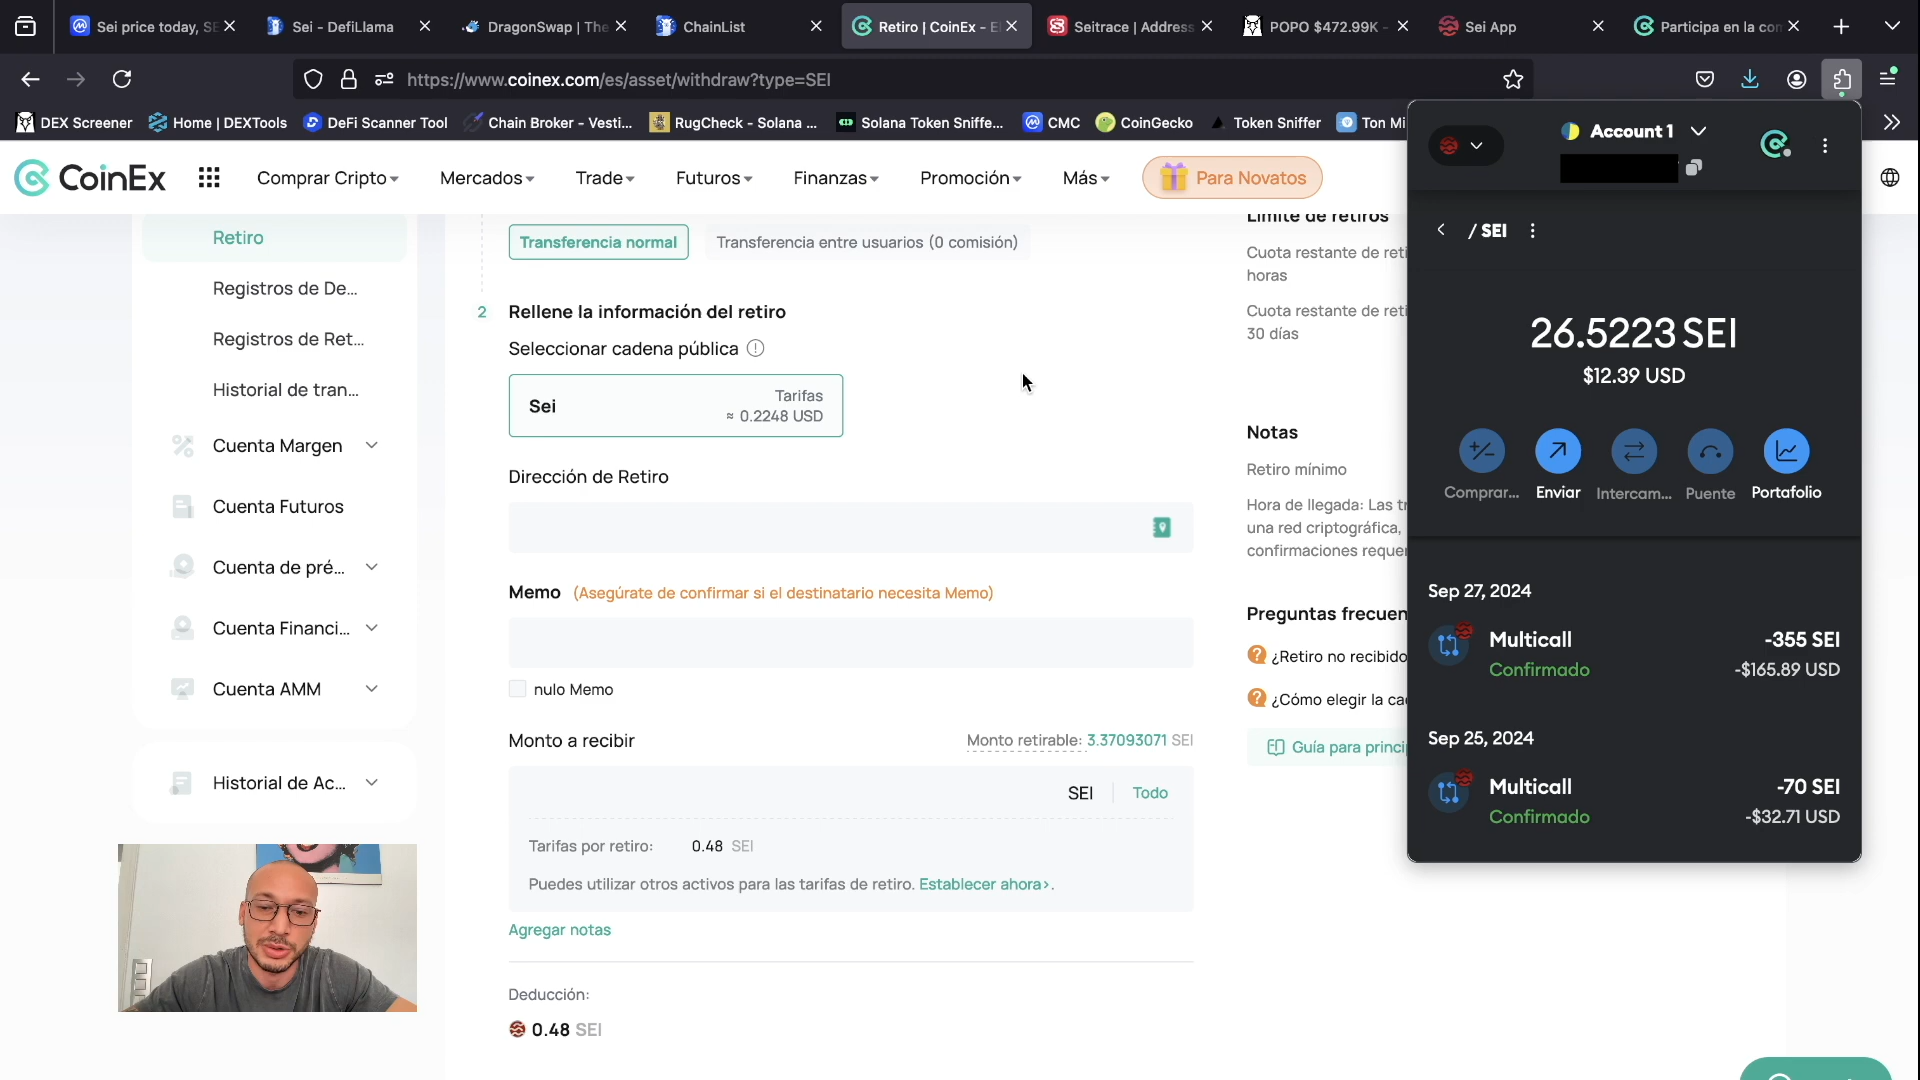 Sei price today, SE
Sei - DefiLlama
DragonSwap | The
ChainList
Retiro | CoinEx - El
Seitrace | Address
POPO $472.99K -
Sei App
Participa en la con
https://www.coinex.com/es/asset/withdraw?type=SEI
DEX Screener
Home | DEXTools
DeFi Scanner Tool
Chain Broker - Vesti...
RugCheck - Solana ...
Solana Token Sniffe...
CMC
CoinGecko
Token Sniffer
Ton Mi
CoinEx
Comprar Cripto
Mercados
Trade
Futuros
Finanzas
Promoción
Más
Para Novatos
Retiro
Registros de De...
Registros de Ret...
Historial de tran...
Cuenta Margen
Cuenta Futuros
Cuenta de pré...
Cuenta Financi...
Cuenta AMM
Historial de Ac...
Transferencia normal
Transferencia entre usuarios (0 comisión)
2 Rellene la información del retiro
Seleccionar cadena pública
Sei
Tarifas
≈ 0.2248 USD
Dirección de Retiro
Memo (Asegúrate de confirmar si el destinatario necesita Memo)
nulo Memo
Monto a recibir
Monto retirable: 3.37093071 SEI
SEI
Todo
Tarifas por retiro: 0.48 SEI
Puedes utilizar otros activos para las tarifas de retiro. Establecer ahora>.
Agregar notas
Deducción:
0.48 SEI
Límite de retiros
Cuota restante de reti
horas
Cuota restante de reti
30 días
Notas
Retiro mínimo
Hora de llegada: Las tr
una red criptográfica,
confirmaciones reque
Preguntas frecuen
¿Retiro no recibido
¿Cómo elegir la ca
Guía para princi
Account 1
/ SEI
26.5223 SEI
$12.39 USD
Comprar...
Enviar
Intercam...
Puente
Portafolio
Sep 27, 2024
Multicall
-355 SEI
Confirmado
-$165.89 USD
Sep 25, 2024
Multicall
-70 SEI
Confirmado
-$32.71 USD